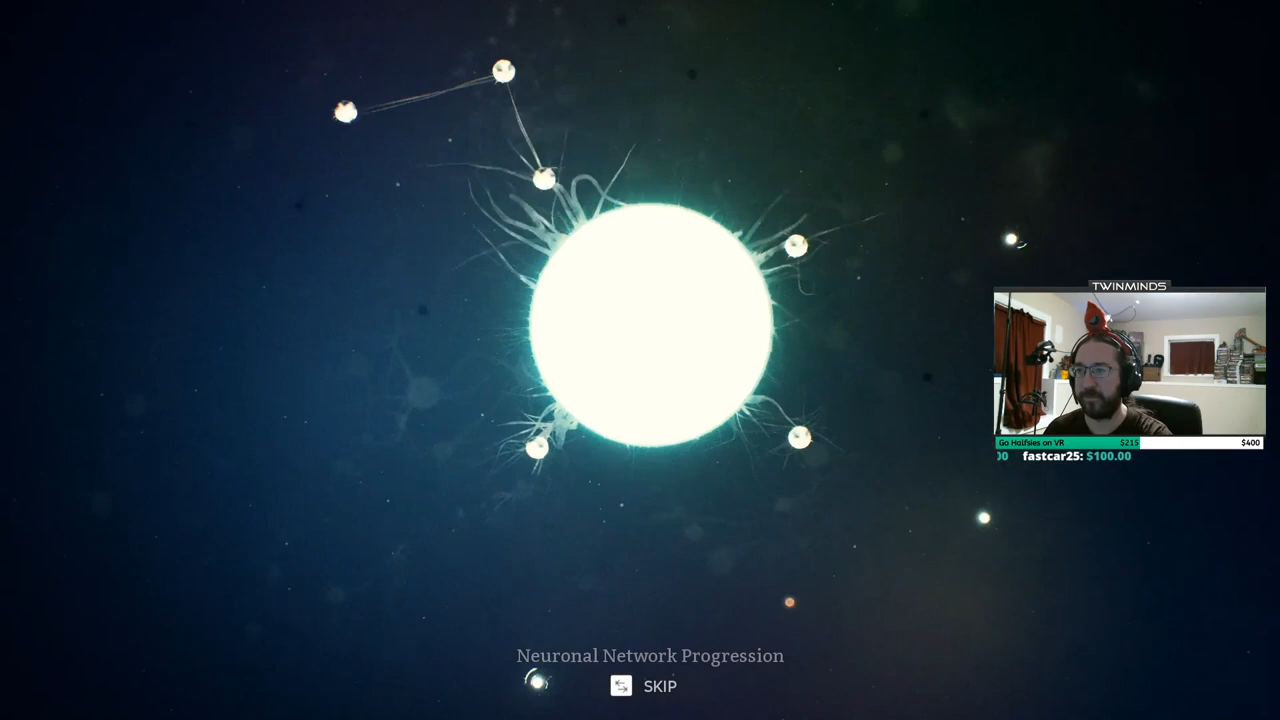 TWINMINDS
Go Halfsies on VR $215 $400
00 fastcar25: $100.00
Neuronal Network Progression
SKIP